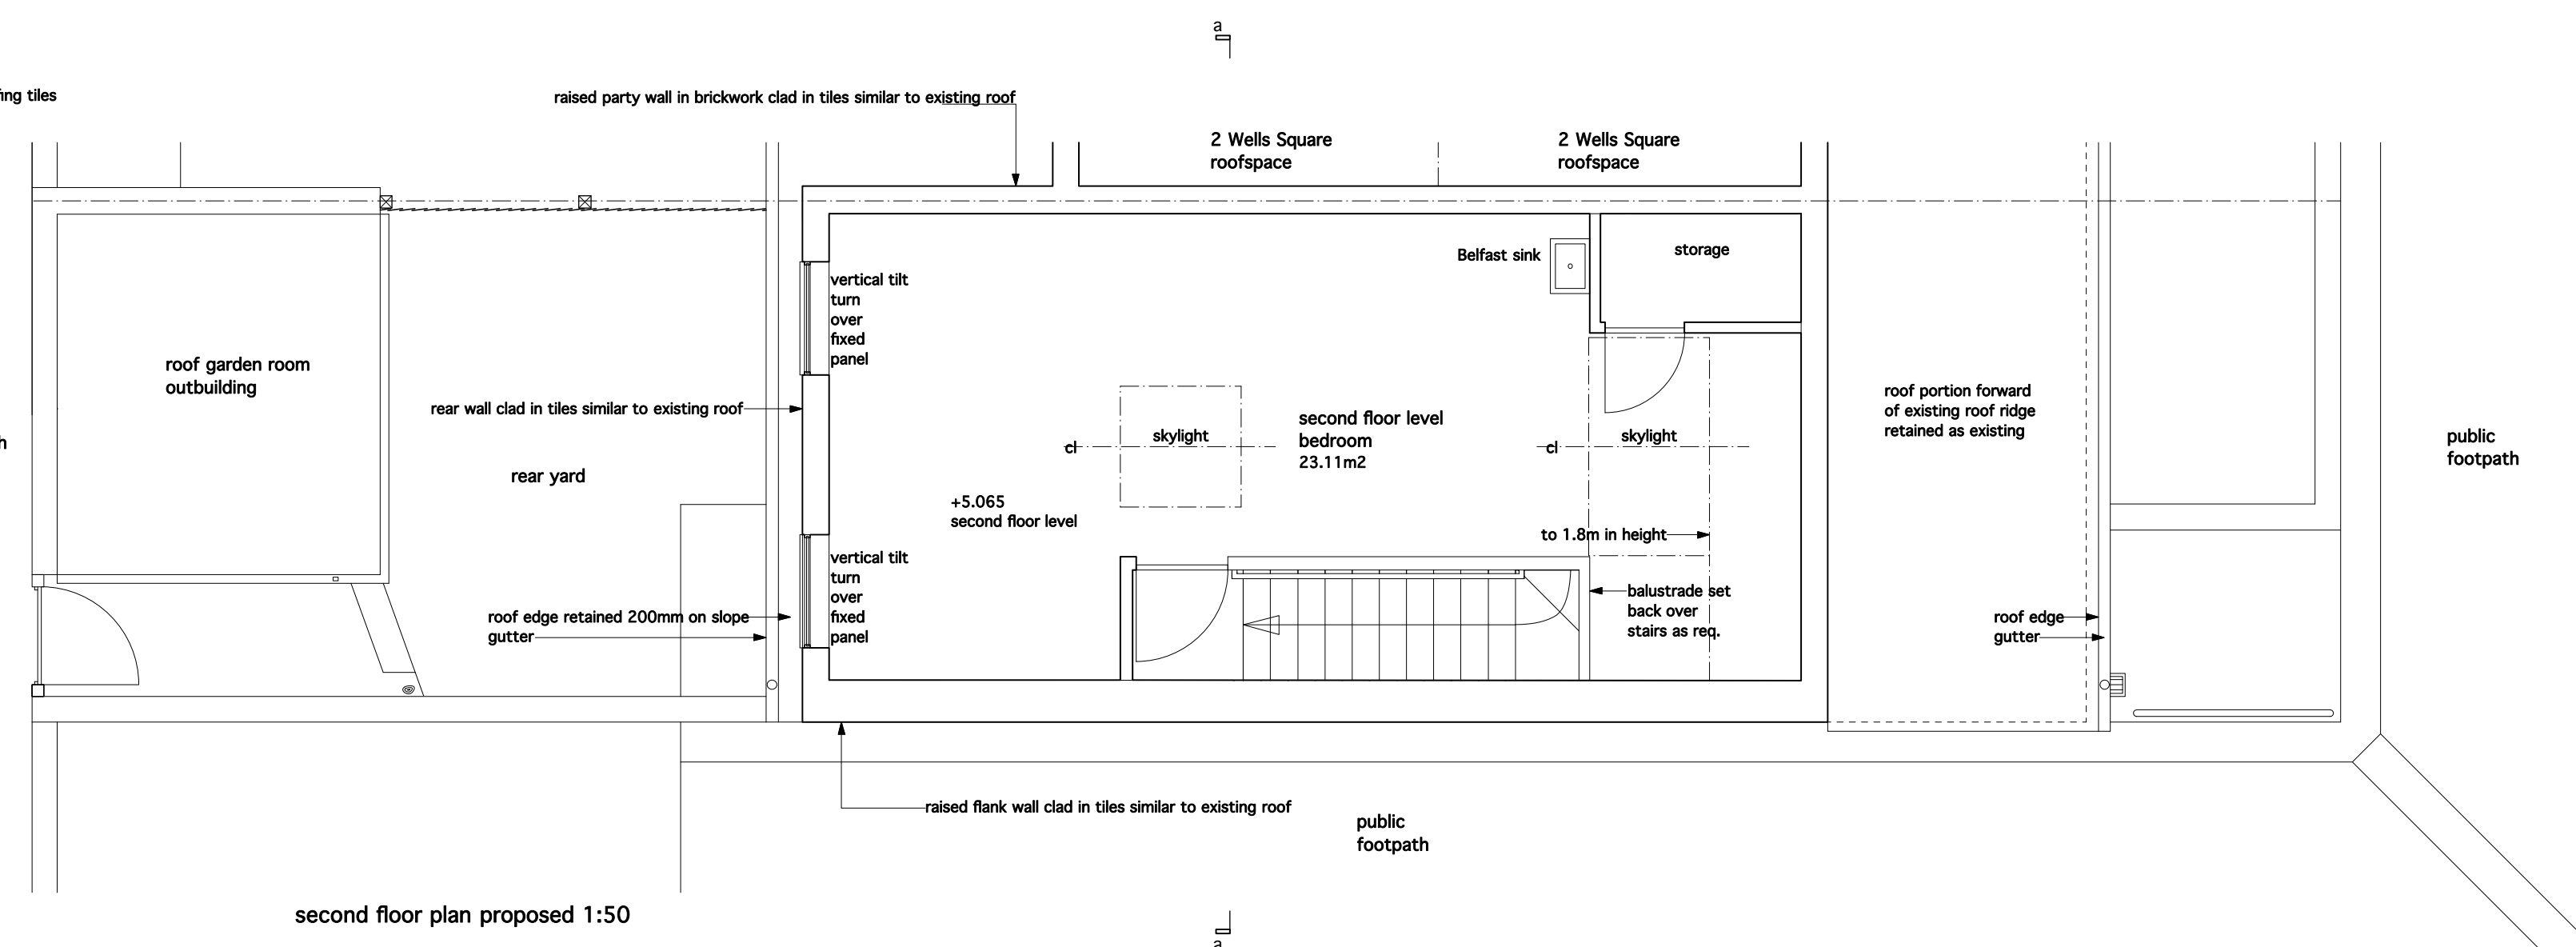 a
fing tiles
raised party wall in brickwork clad in tiles similar to existing roof
2 Wells Square
roofspace
2 Wells Square
roofspace
Belfast sink
storage
vertical tilt
turn
over
fixed
panel
roof garden room
outbuilding
rear wall clad in tiles similar to existing roof
rear yard
cl
skylight
second floor level
bedroom
23.11m2
cl
skylight
roof portion forward
of existing roof ridge
retained as existing
public
footpath
h
+5.065
second floor level
to 1.8m in height
vertical tilt
turn
over
fixed
panel
roof edge retained 200mm on slope
gutter
balustrade set
back over
stairs as req.
roof edge
gutter
raised flank wall clad in tiles similar to existing roof
public
footpath
second floor plan proposed 1:50
a